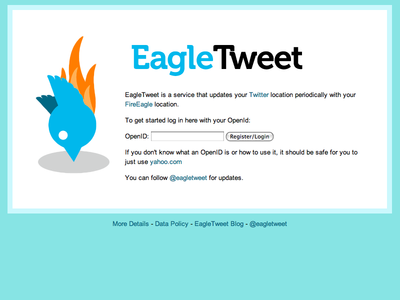 EagleTweet
EagleTweet is a service that updates your Twitter location periodically with your
FireEagle location.
To get started log in here with your OpenId:
OpenID: Register/Login
If you don't know what an OpenID is or how to use it, it should be safe for you to
just use yahoo.com
You can follow @eagletweet for updates.
More Details - Data Policy - EagleTweet Blog - @eagletweet